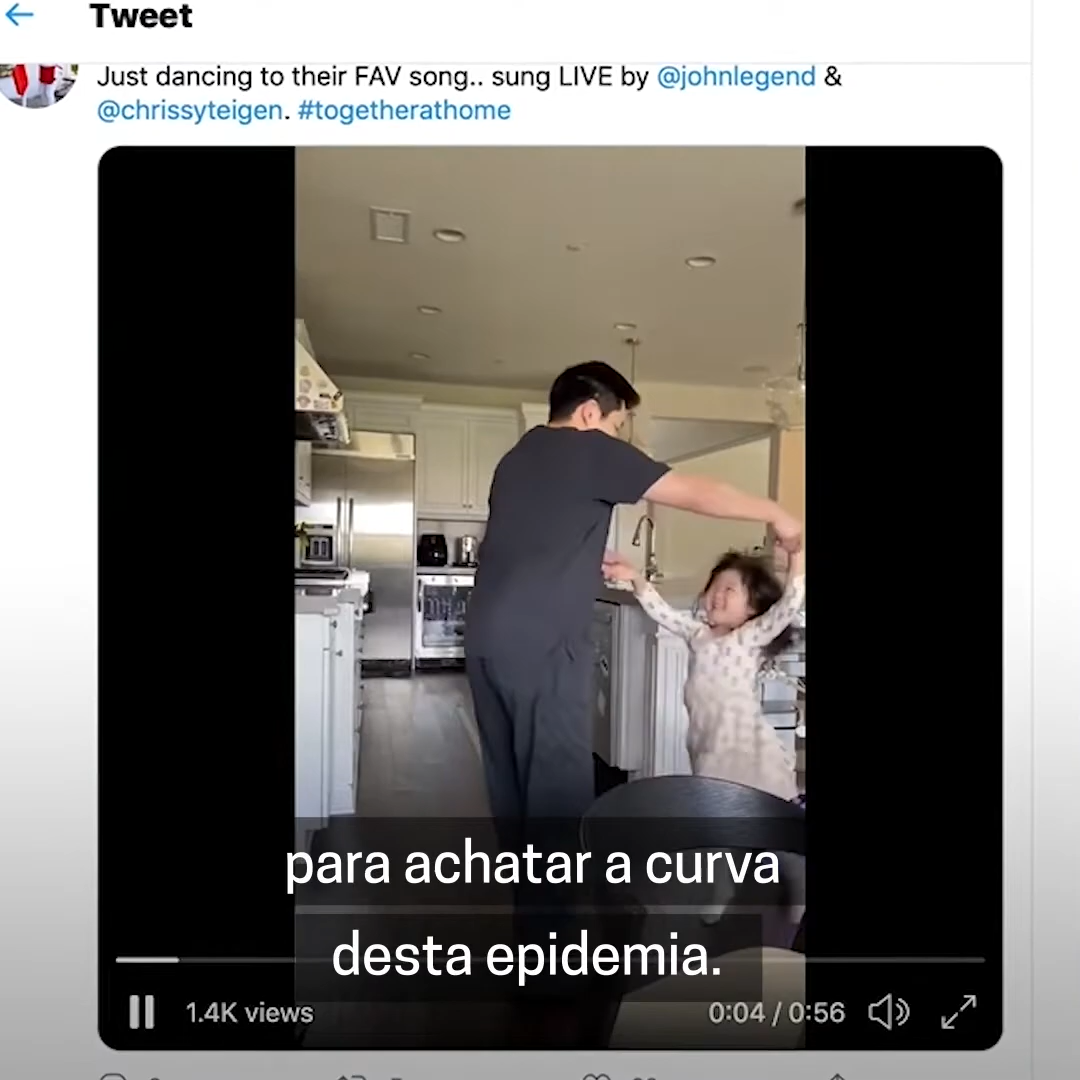 Tweet
Just dancing to their FAV song.. sung LIVE by @johnlegend &
@chrissyteigen. #togetherathome
para achatar a curva
desta epidemia.
1.4K views
0:04 / 0:56